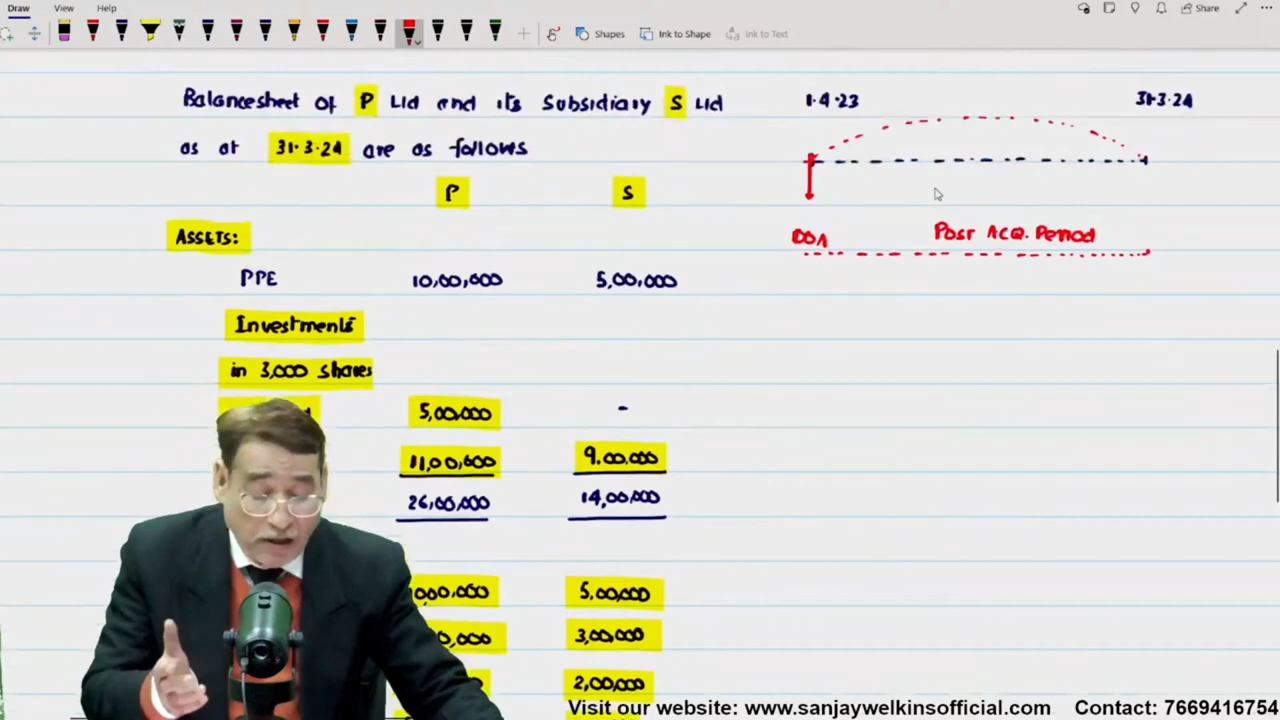 Draw View Help
Share
Shapes Ink to Shape Ink to Text
Balancesheet of P Ltd and its Subsidiary S Ltd
as at 31·3·24 are as follows
P S
ASSETS:
PPE 10,00,000 5,00,000
Investments
in 3,000 shares
5,00,000 -
11,00,000 9,00,000
26,00,000 14,00,000
5,00,000
3,00,000
2,00,000
1·4·23 31·3·24
DOA Post ACQ. Period
Visit our website: www.sanjaywelkinsofficial.com Contact: 7669416754